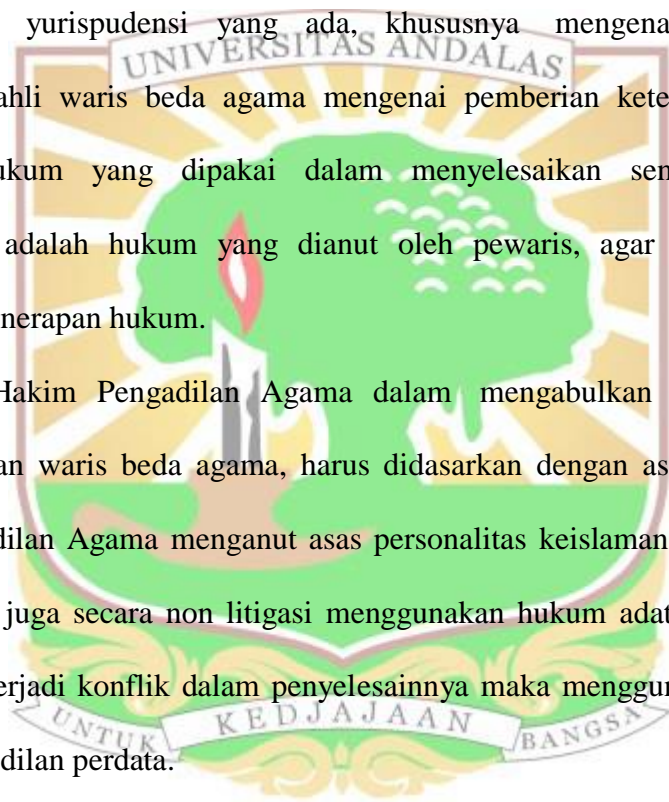 yurispudensi yang ada, khususnya mengena
UNIVERSITAS ANDALAS
ahli waris beda agama mengenai pemberian kete
ukum yang dipakai dalam menyelesaikan sen
adalah hukum yang dianut oleh pewaris, agar
nerapan hukum.
Hakim Pengadilan Agama dalam mengabulkan
an waris beda agama, harus didasarkan dengan as
dilan Agama menganut asas personalitas keislaman
juga secara non litigasi menggunakan hukum adat
erjadi konflik dalam penyelesainnya maka menggu
UNTUK KEDJAJAAN BANGSA
dilan perdata.